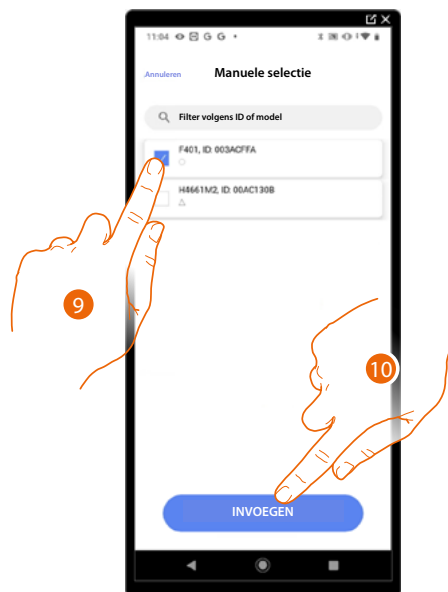 11:04 G G
Annuleren Manuele selectie
Filter volgens ID of model
F401, ID: 003ACFFA
H4661M2, ID: 00AC130B
9
10
INVOEGEN